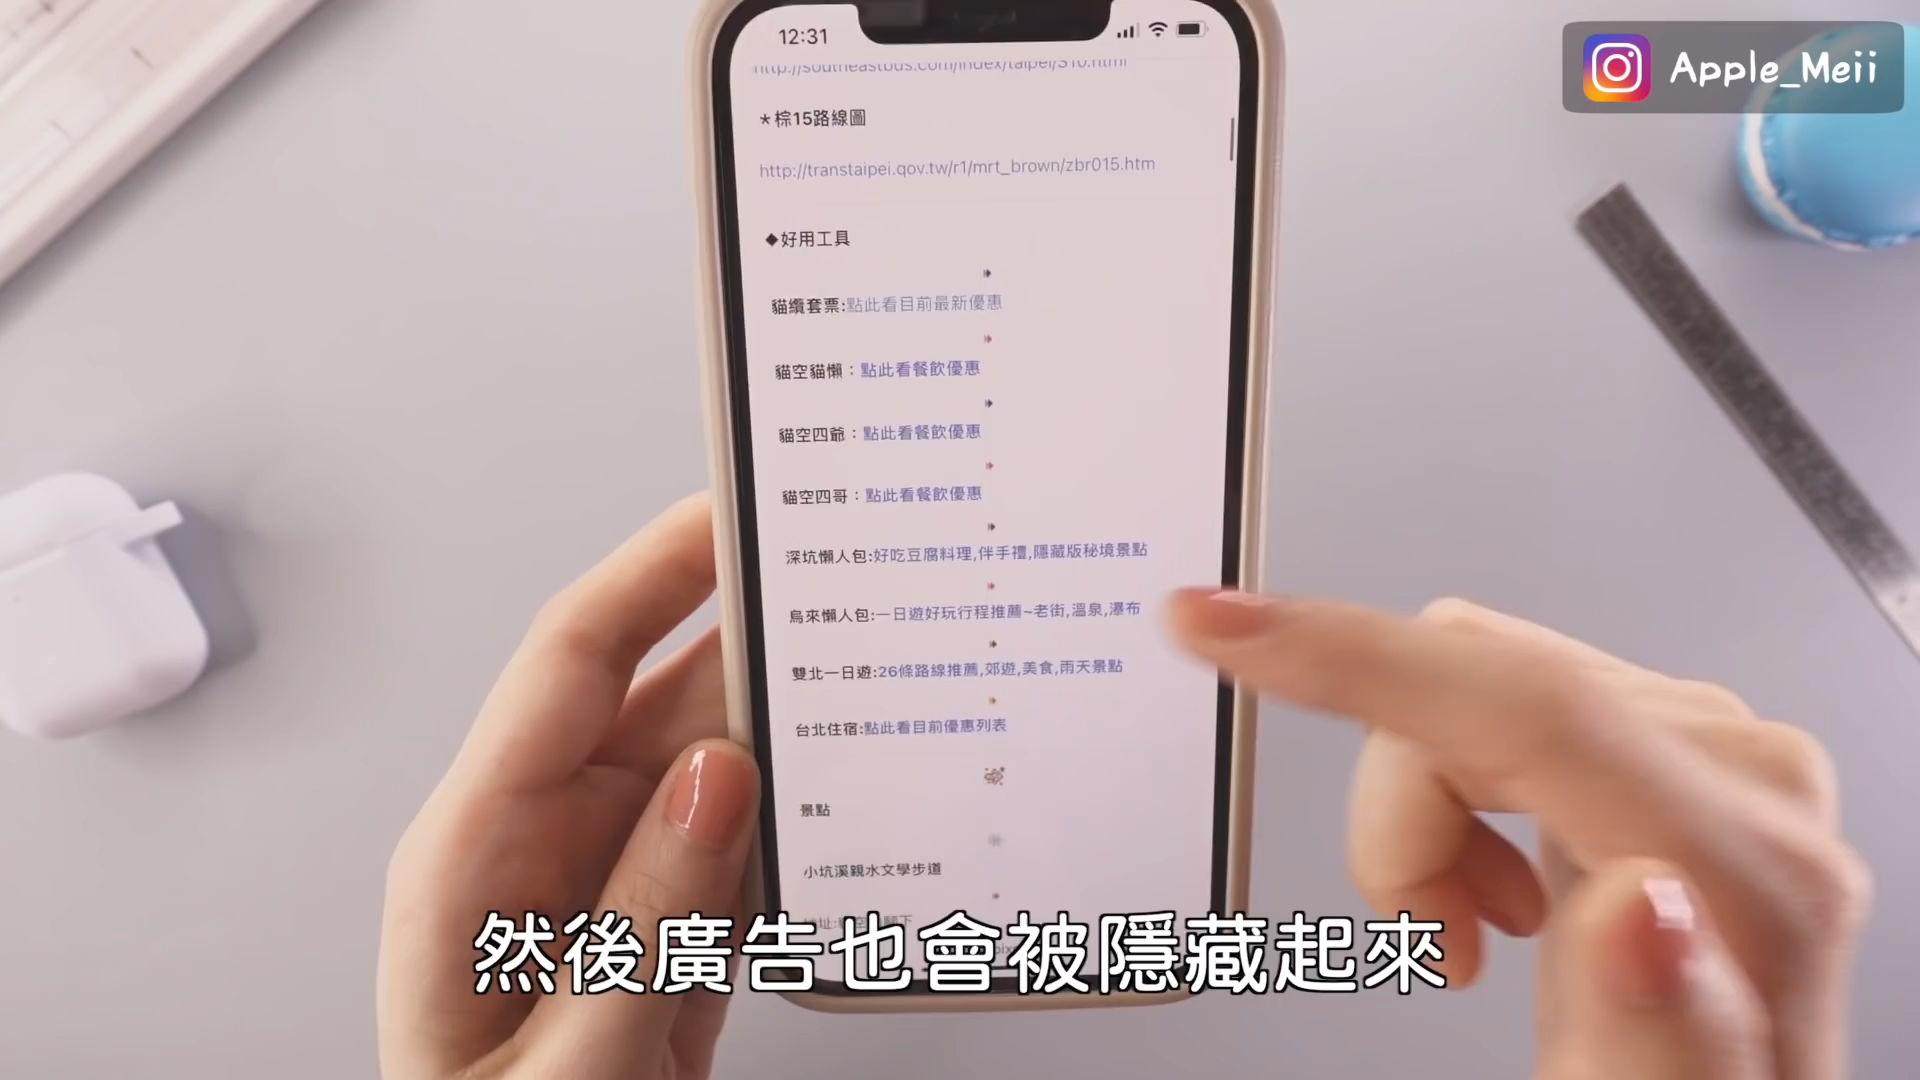 12:31
Apple_Meii
http://southeastbus.com/index/taipei/S10.html
*棕15路線圖
http://transtaipei.gov.tw/r1/mrt_brown/zbr015.htm
◆好用工具
貓纜套票:點此看目前最新優惠
貓空貓懶：點此看餐飲優惠
貓空四爺：點此看餐飲優惠
貓空四哥：點此看餐飲優惠
深坑懶人包:好吃豆腐料理,伴手禮,隱藏版秘境景點
烏來懶人包:一日遊好玩行程推薦~老街,溫泉,瀑布
雙北一日遊:26條路線推薦,郊遊,美食,雨天景點
台北住宿:點此看目前優惠列表
景點
小坑溪親水文學步道
然後廣告也會被隱藏起來